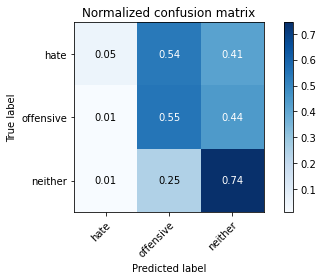 Normalized confusion matrix
True label
hate 0.05 0.54 0.41
offensive 0.01 0.55 0.44
neither 0.01 0.25 0.74
hate offensive neither
Predicted label
0.7
0.6
0.5
0.4
0.3
0.2
0.1